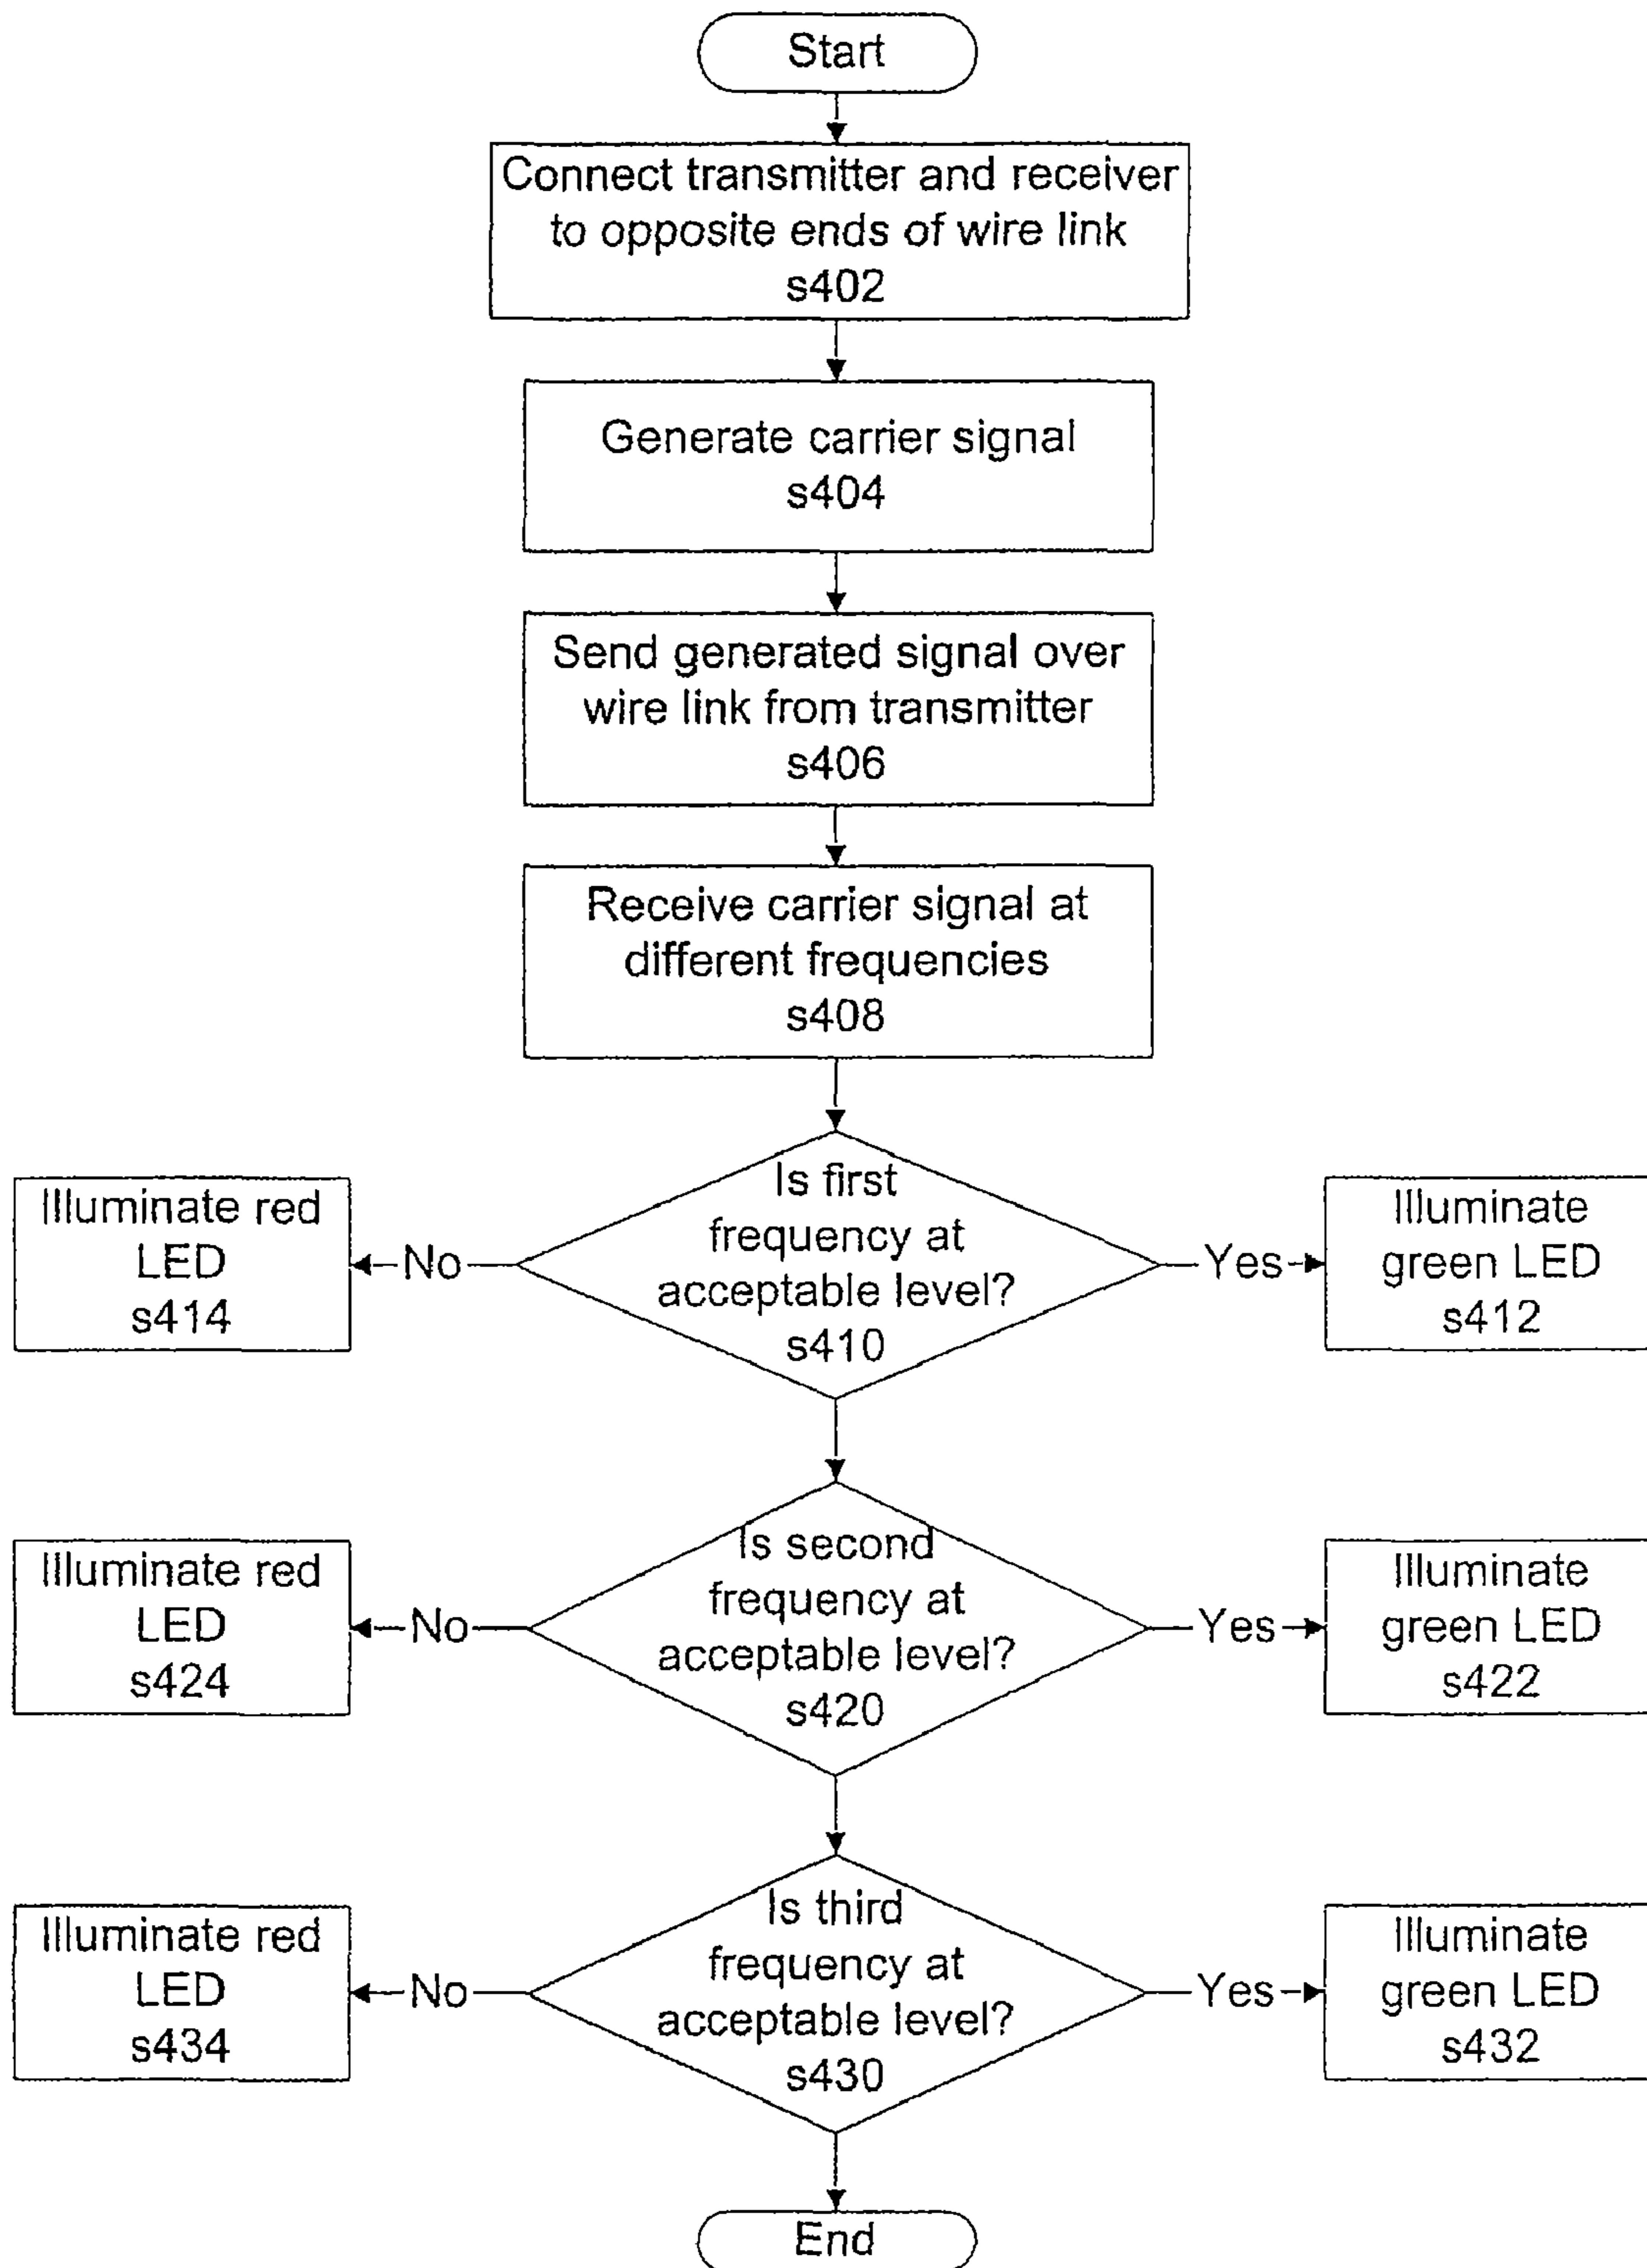 Start
Connect transmitter and receiver
to opposite ends of wire link
s402
Generate carrier signal
s404
Send generated signal over
wire link from transmitter
s406
Receive carrier signal at
different frequencies
s408
Is first
frequency at
acceptable level?
s410
No
Illuminate red
LED
s414
Yes
Illuminate
green LED
s412
Is second
frequency at
acceptable level?
s420
No
Illuminate red
LED
s424
Yes
Illuminate
green LED
s422
Is third
frequency at
acceptable level?
s430
No
Illuminate red
LED
s434
Yes
Illuminate
green LED
s432
End